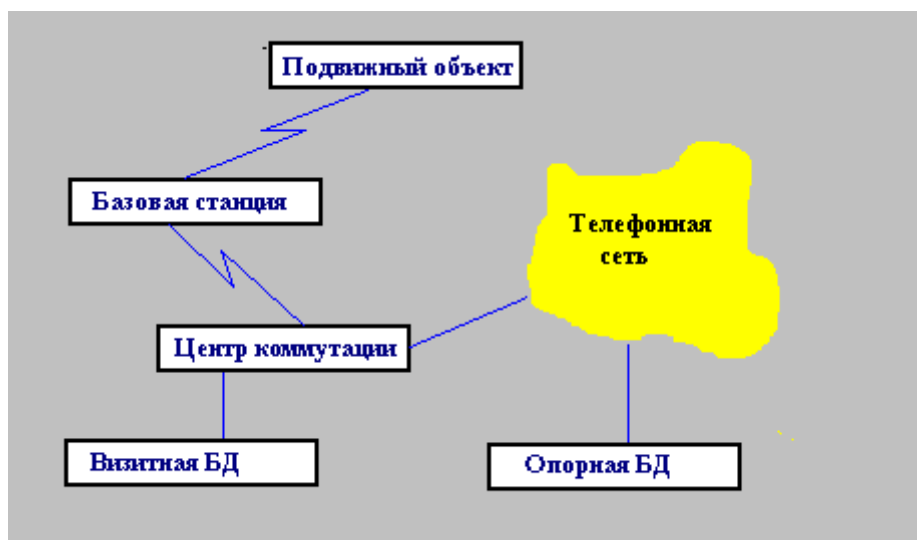 Подвижный объект
Базовая станция
Телефонная
сеть
Центр коммутации
Визитная БД
Опорная БД